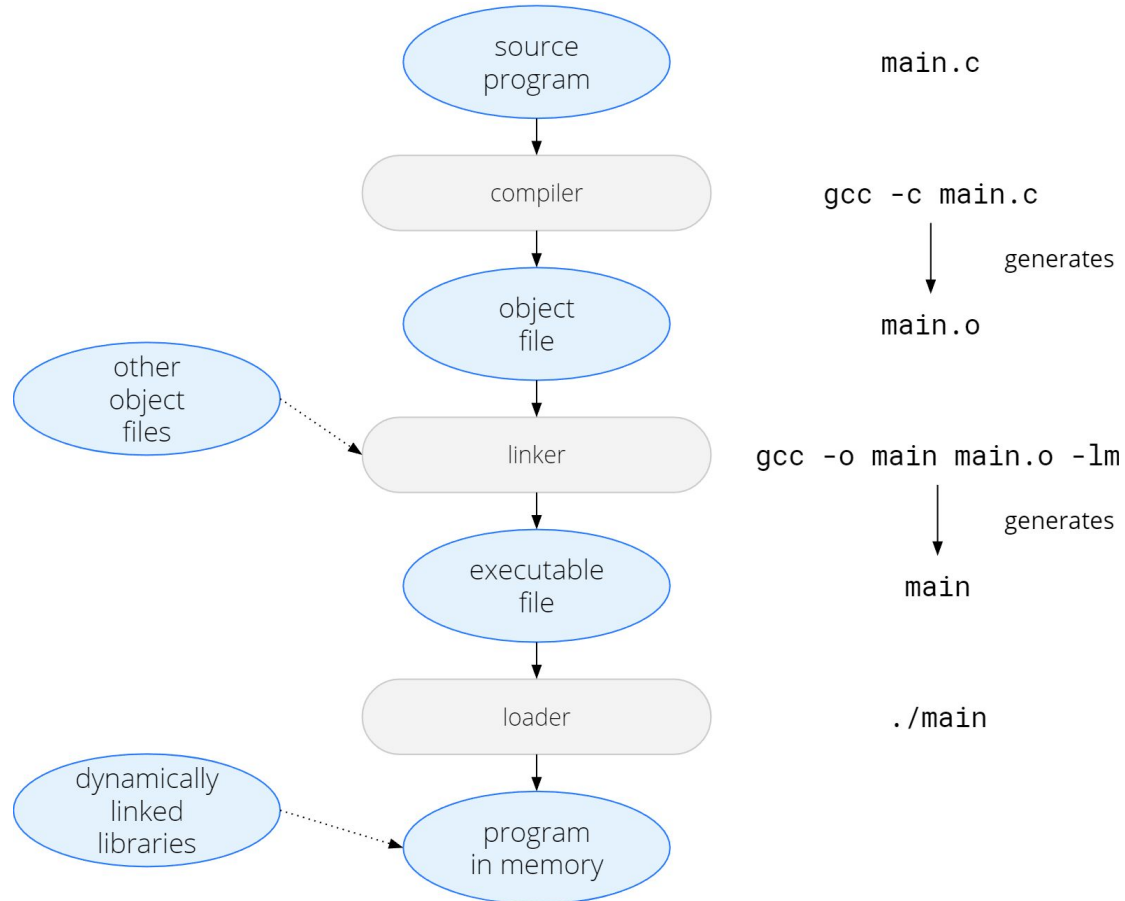 source
program
main.c
compiler
gcc -c main.c
generates
object
file
main.o
other
object
files
linker
gcc -o main main.o -lm
generates
executable
file
main
loader
./main
dynamically
linked
libraries
program
in memory